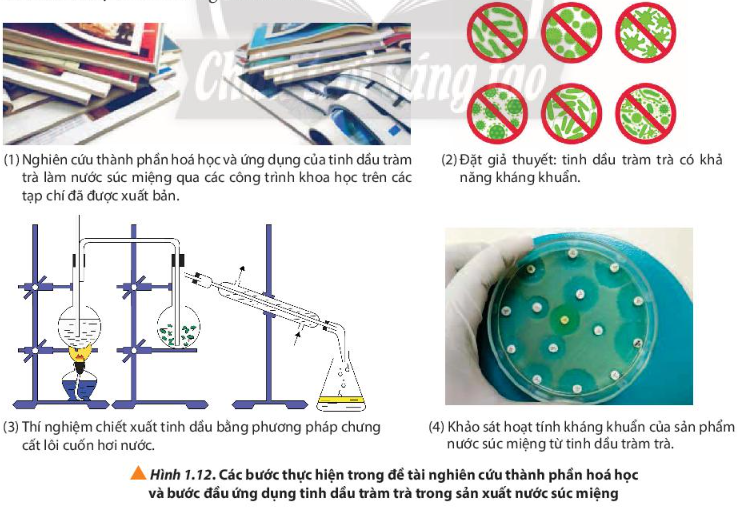 Chân trời sáng tạo
(1) Nghiên cứu thành phần hoá học và ứng dụng của tinh dầu tràm
trà làm nước súc miệng qua các công trình khoa học trên các
tạp chí đã được xuất bản.
(2) Đặt giả thuyết: tinh dầu tràm trà có khả
năng kháng khuẩn.
(3) Thí nghiệm chiết xuất tinh dầu bằng phương pháp chưng
cất lôi cuốn hơi nước.
(4) Khảo sát hoạt tính kháng khuẩn của sản phẩm
nước súc miệng từ tinh dầu tràm trà.
Hình 1.12. Các bước thực hiện trong đề tài nghiên cứu thành phần hoá học
và bước đầu ứng dụng tinh dầu tràm trà trong sản xuất nước súc miệng